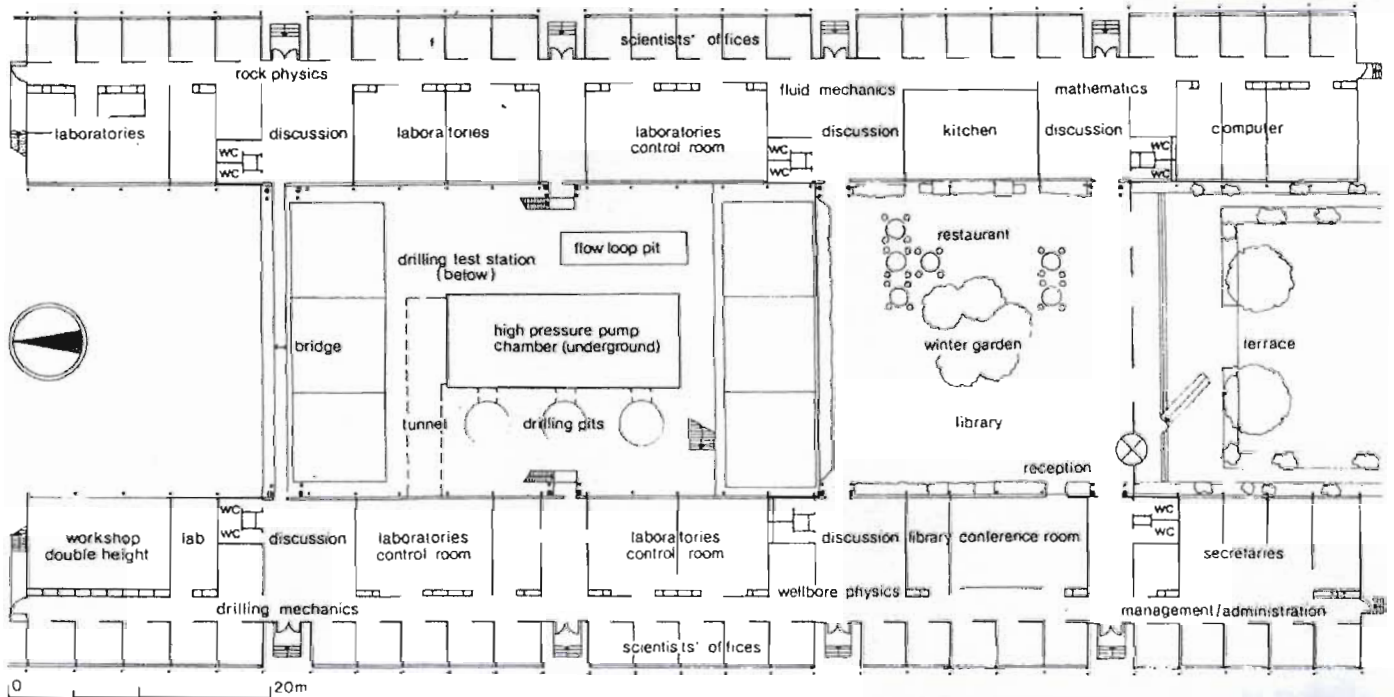 f
scientists' offices
rock physics
fluid mechanics
mathematics
laboratories
discussion
laboratories
laboratories
control room
discussion
kitchen
discussion
computer
WC
WC
WC
WC
WC
WC
restaurant
flow loop pit
drilling test station
(below)
high pressure pump
chamber (underground)
bridge
winter garden
terrace
tunnel
drilling pits
library
reception
WC
WC
WC
WC
workshop
double height
lab
discussion
laboratories
control room
laboratories
control room
discussion
library
conference room
secretaries
wellbore physics
drilling mechanics
management/administration
scientists' offices
0
20m